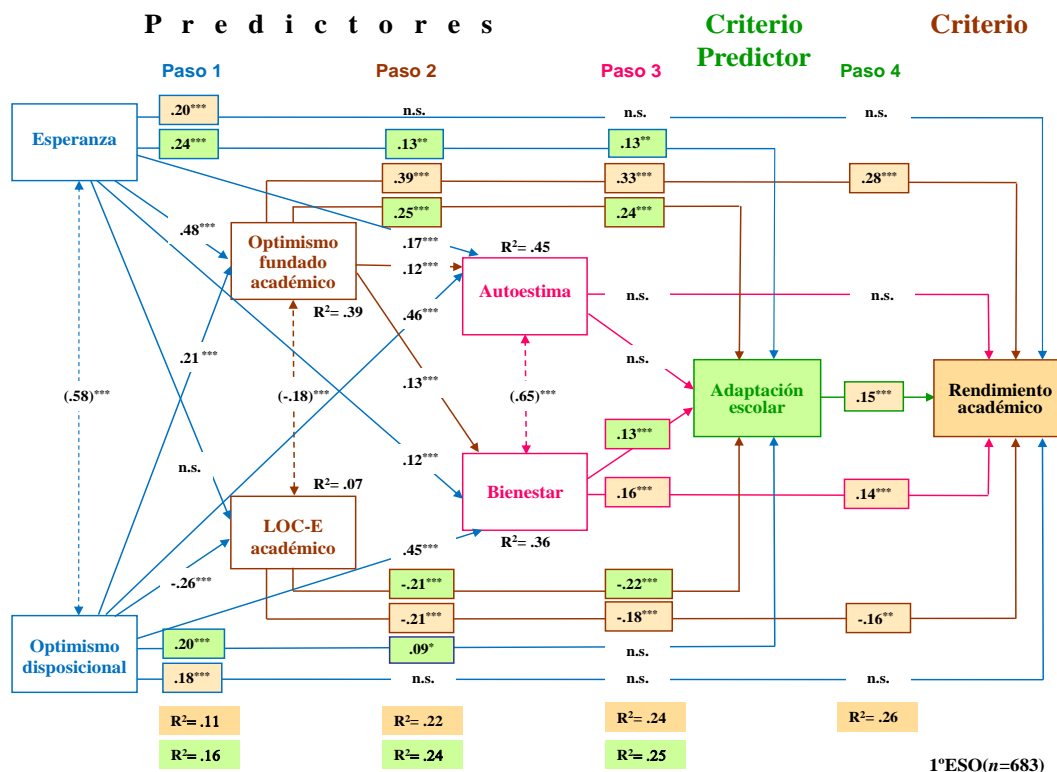 P r e d i c t o r e s
Criterio
Predictor
Criterio
Paso 1
Paso 2
Paso 3
Paso 4
.20***
n.s.
n.s.
n.s.
Esperanza
.24***
.13**
.13**
.39***
.33***
.28***
.25***
.24***
.48***
Optimismo
fundado
académico
.17***
R²= .45
.12***
Autoestima
n.s.
n.s.
R²= .39
.46***
n.s.
.21***
(.58)***
(-.18)***
.13***
(.65)***
Adaptación
escolar
.15***
Rendimiento
académico
.13***
n.s.
.12***
R²= .07
Bienestar
.16***
.14***
LOC-E
académico
R²= .36
.45***
-.26***
-.21***
-.22***
-.21***
-.18***
-.16**
Optimismo
disposicional
.20***
.09*
n.s.
.18***
n.s.
n.s.
n.s.
R²= .11
R²= .22
R²= .24
R²= .26
R²= .16
R²= .24
R²= .25
1ºESO(n=683)